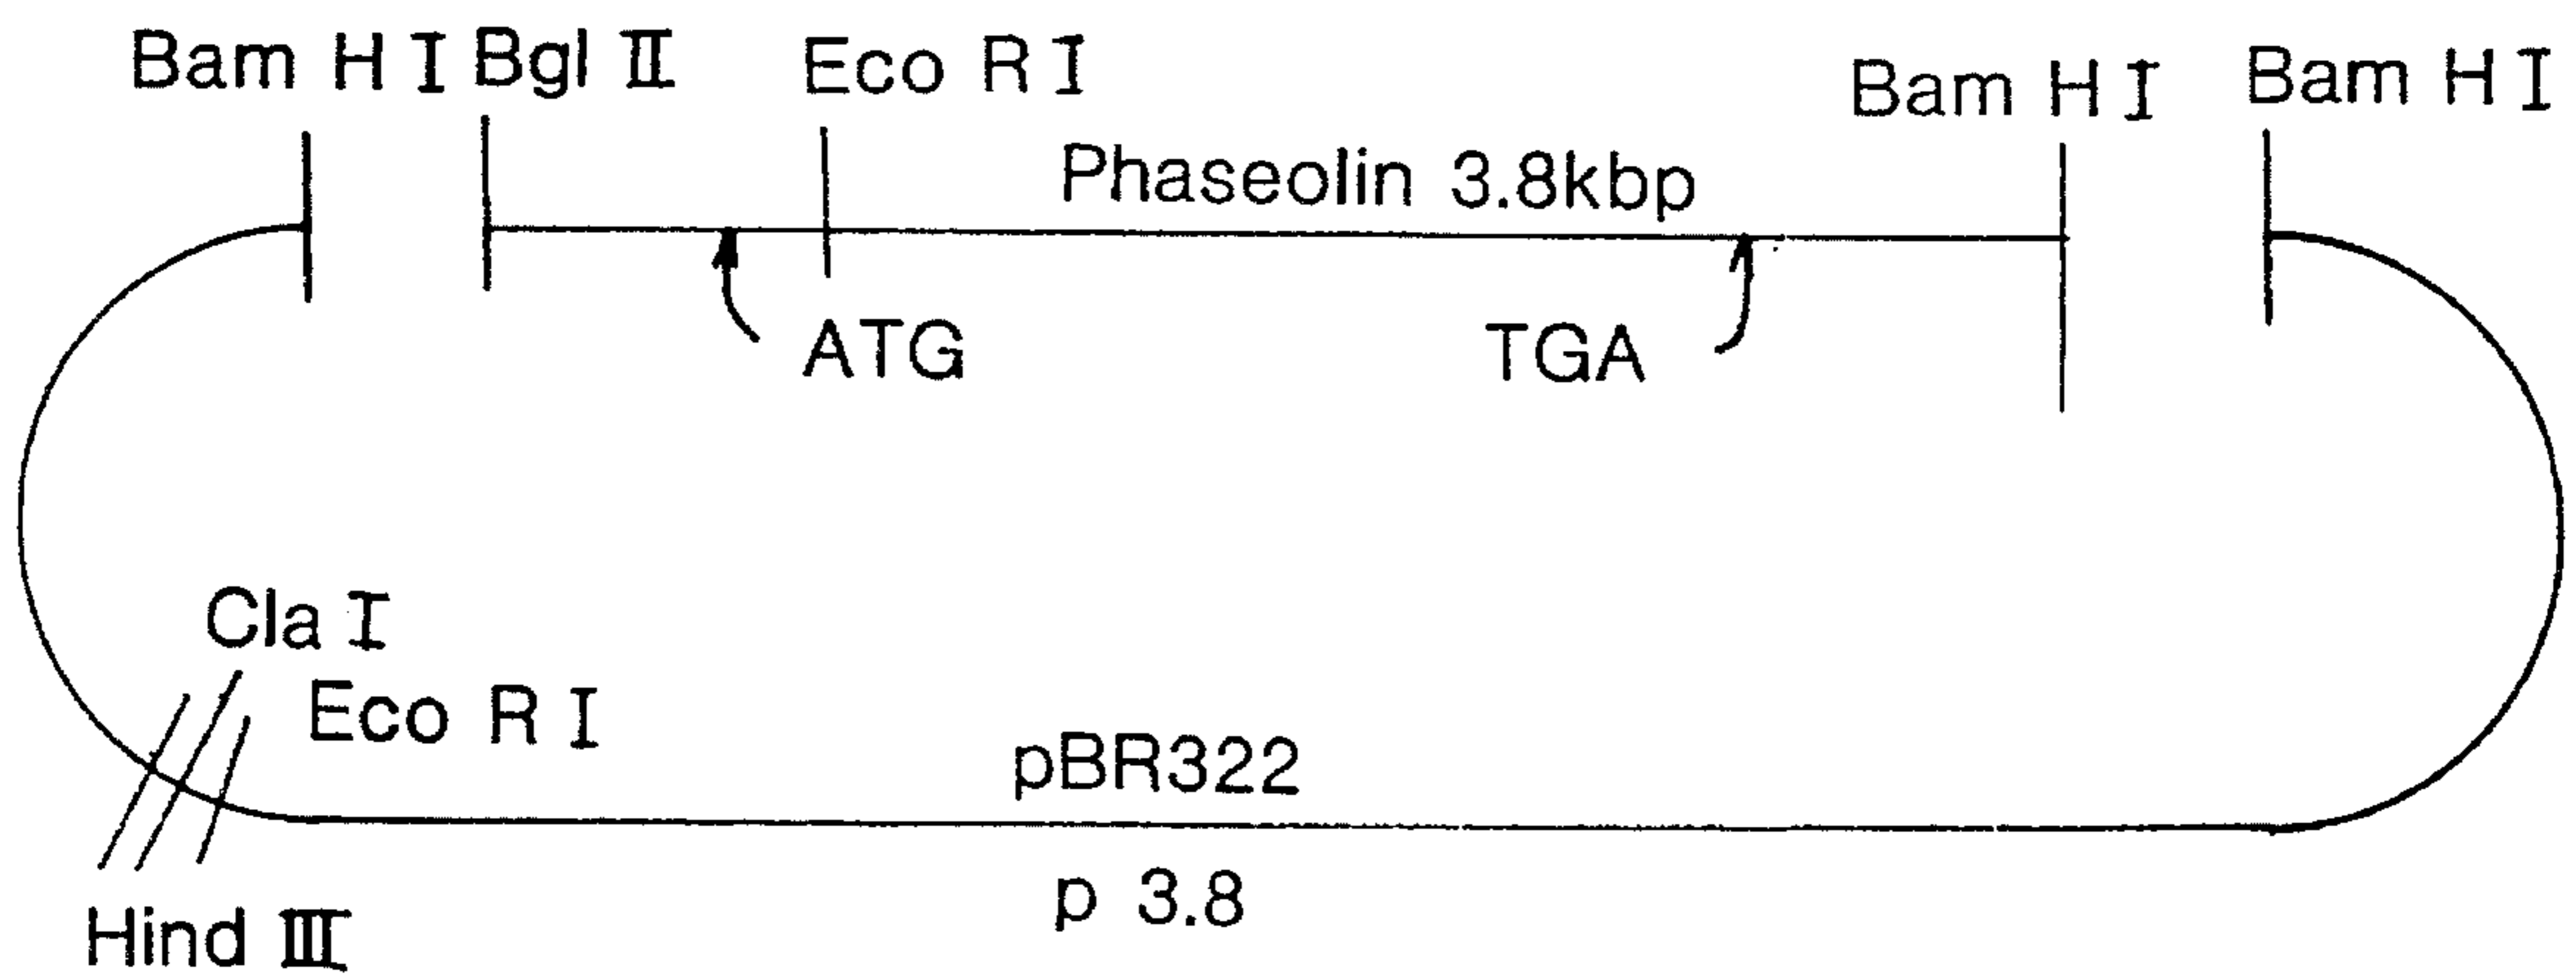 Bam H I Bgl II Eco R I Bam H I Bam H I
Phaseolin 3.8kbp
ATG TGA
Cla I
Eco R I
pBR322
p 3.8
Hind III